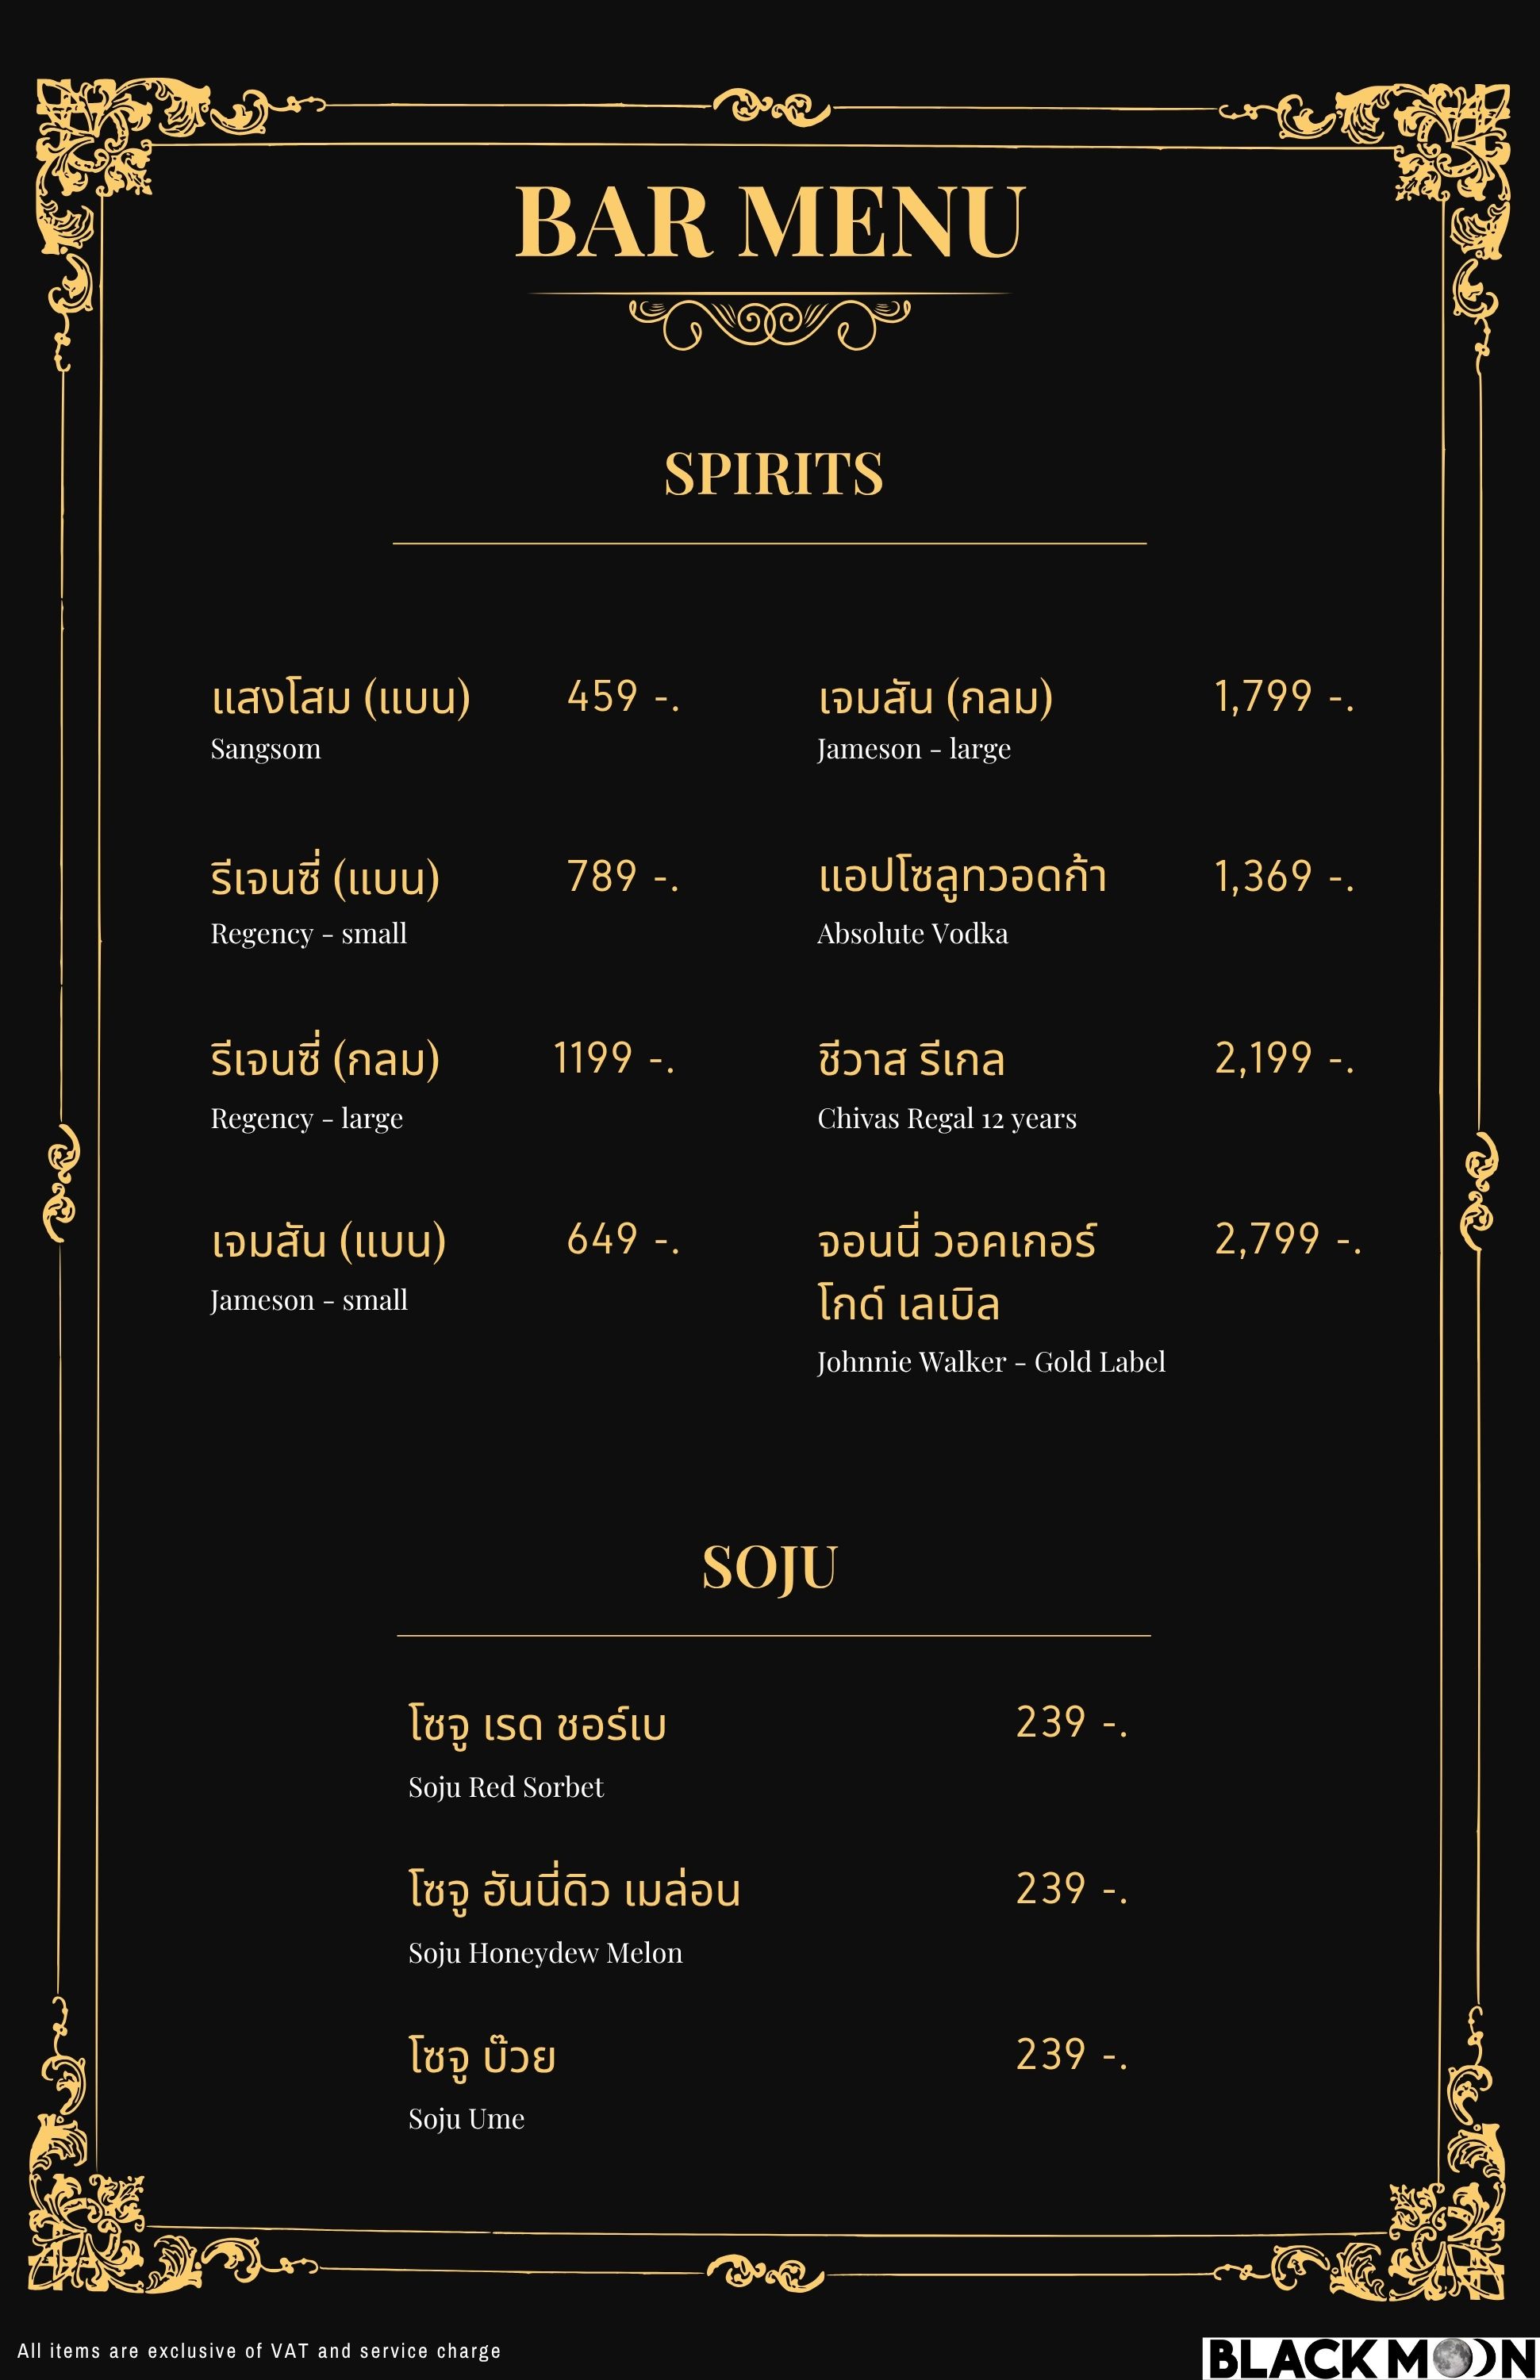 BAR MENU
SPIRITS
แสงโสม (แบน) 459 -.
Sangsom
รีเจนซี่ (แบน) 789 -.
Regency - small
รีเจนซี่ (กลม) 1199 -.
Regency - large
เจมสัน (แบน) 649 -.
Jameson - small
เจมสัน (กลม) 1,799 -.
Jameson - large
แอปโซลูทวอดก้า 1,369 -.
Absolute Vodka
ชีวาส รีเกล 2,199 -.
Chivas Regal 12 years
จอนนี่ วอคเกอร์ 2,799 -.
โกด์ เลเบิล
Johnnie Walker - Gold Label
SOJU
โซจู เรด ชอร์เบ 239 -.
Soju Red Sorbet
โซจู ฮันนี่ดิว เมล่อน 239 -.
Soju Honeydew Melon
โซจู บ๊วย 239 -.
Soju Ume
All items are exclusive of VAT and service charge
BLACK MOON